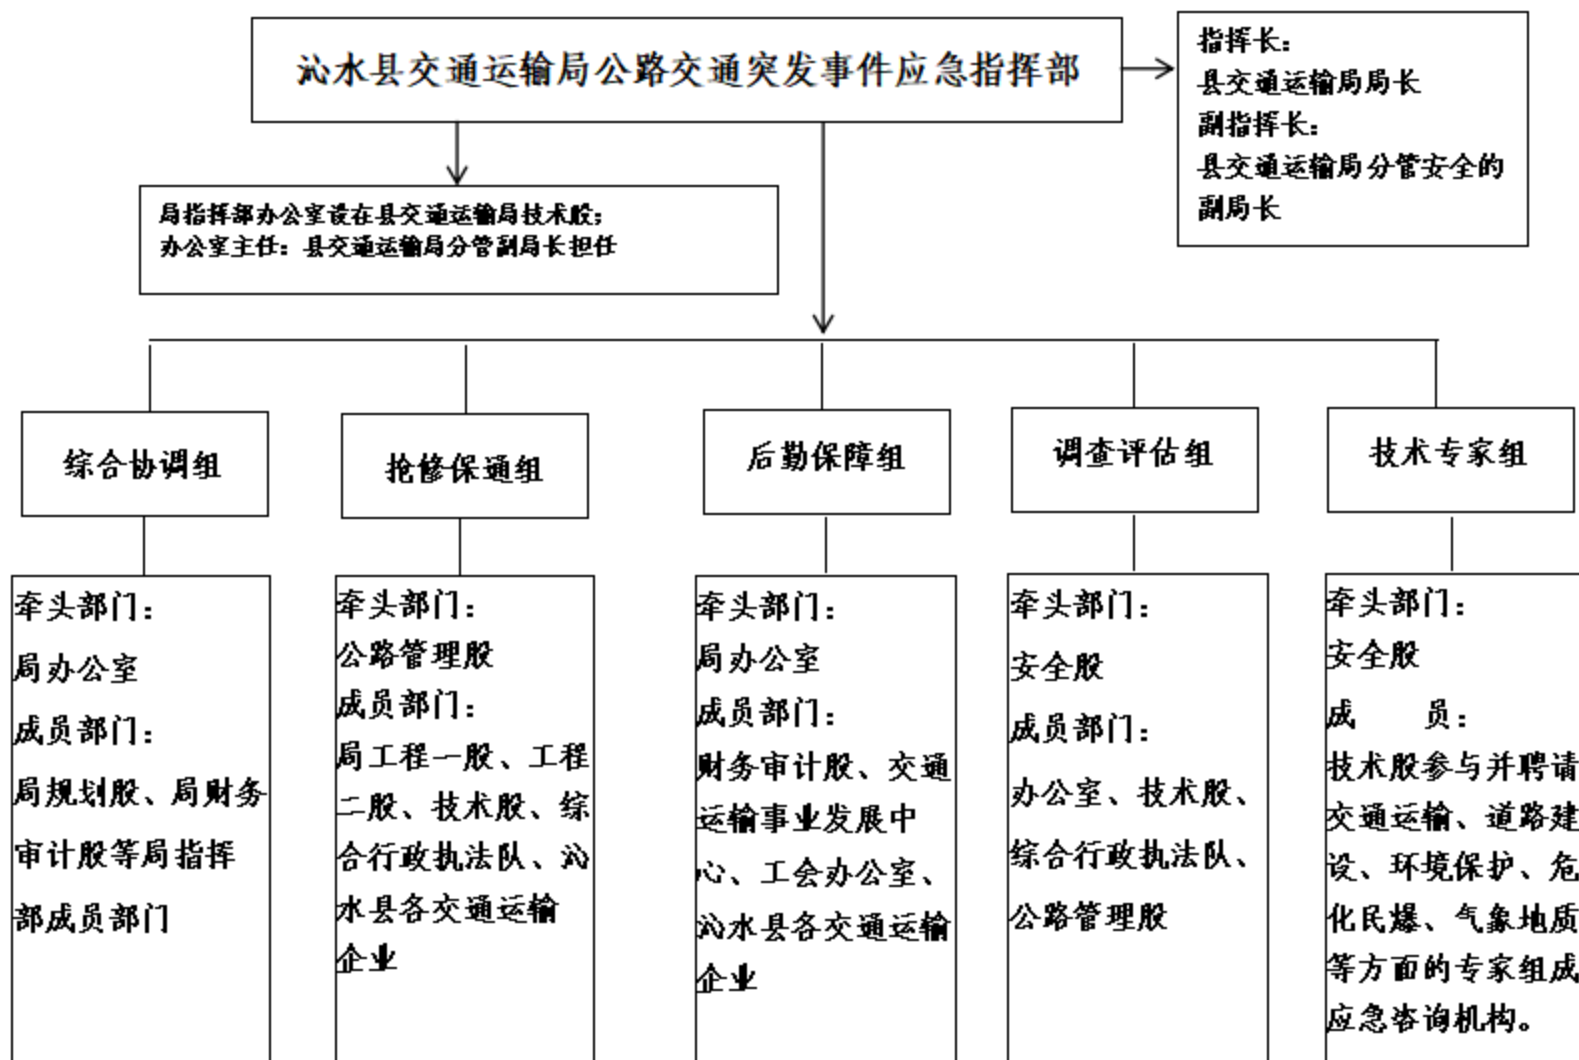 沁水县交通运输局公路交通突发事件应急指挥部
指挥长：
县交通运输局局长
副指挥长：
县交通运输局分管安全的
副局长
局指挥部办公室设在县交通运输局技术股；
办公室主任：县交通运输局分管副局长担任
综合协调组
抢修保通组
后勤保障组
调查评估组
技术专家组
牵头部门：
局办公室
成员部门：
局规划股、局财务
审计股等局指挥
部成员部门
牵头部门：
公路管理股
成员部门：
局工程一股、工程
二股、技术股、综
合行政执法队、沁
水县各交通运输
企业
牵头部门：
局办公室
成员部门：
财务审计股、交通
运输事业发展中
心、工会办公室、
沁水县各交通运输
企业
牵头部门：
安全股
成员部门：
办公室、技术股、
综合行政执法队、
公路管理股
牵头部门：
安全股
成　　员：
技术股参与并聘请
交通运输、道路建
设、环境保护、危
化民爆、气象地质
等方面的专家组成
应急咨询机构。